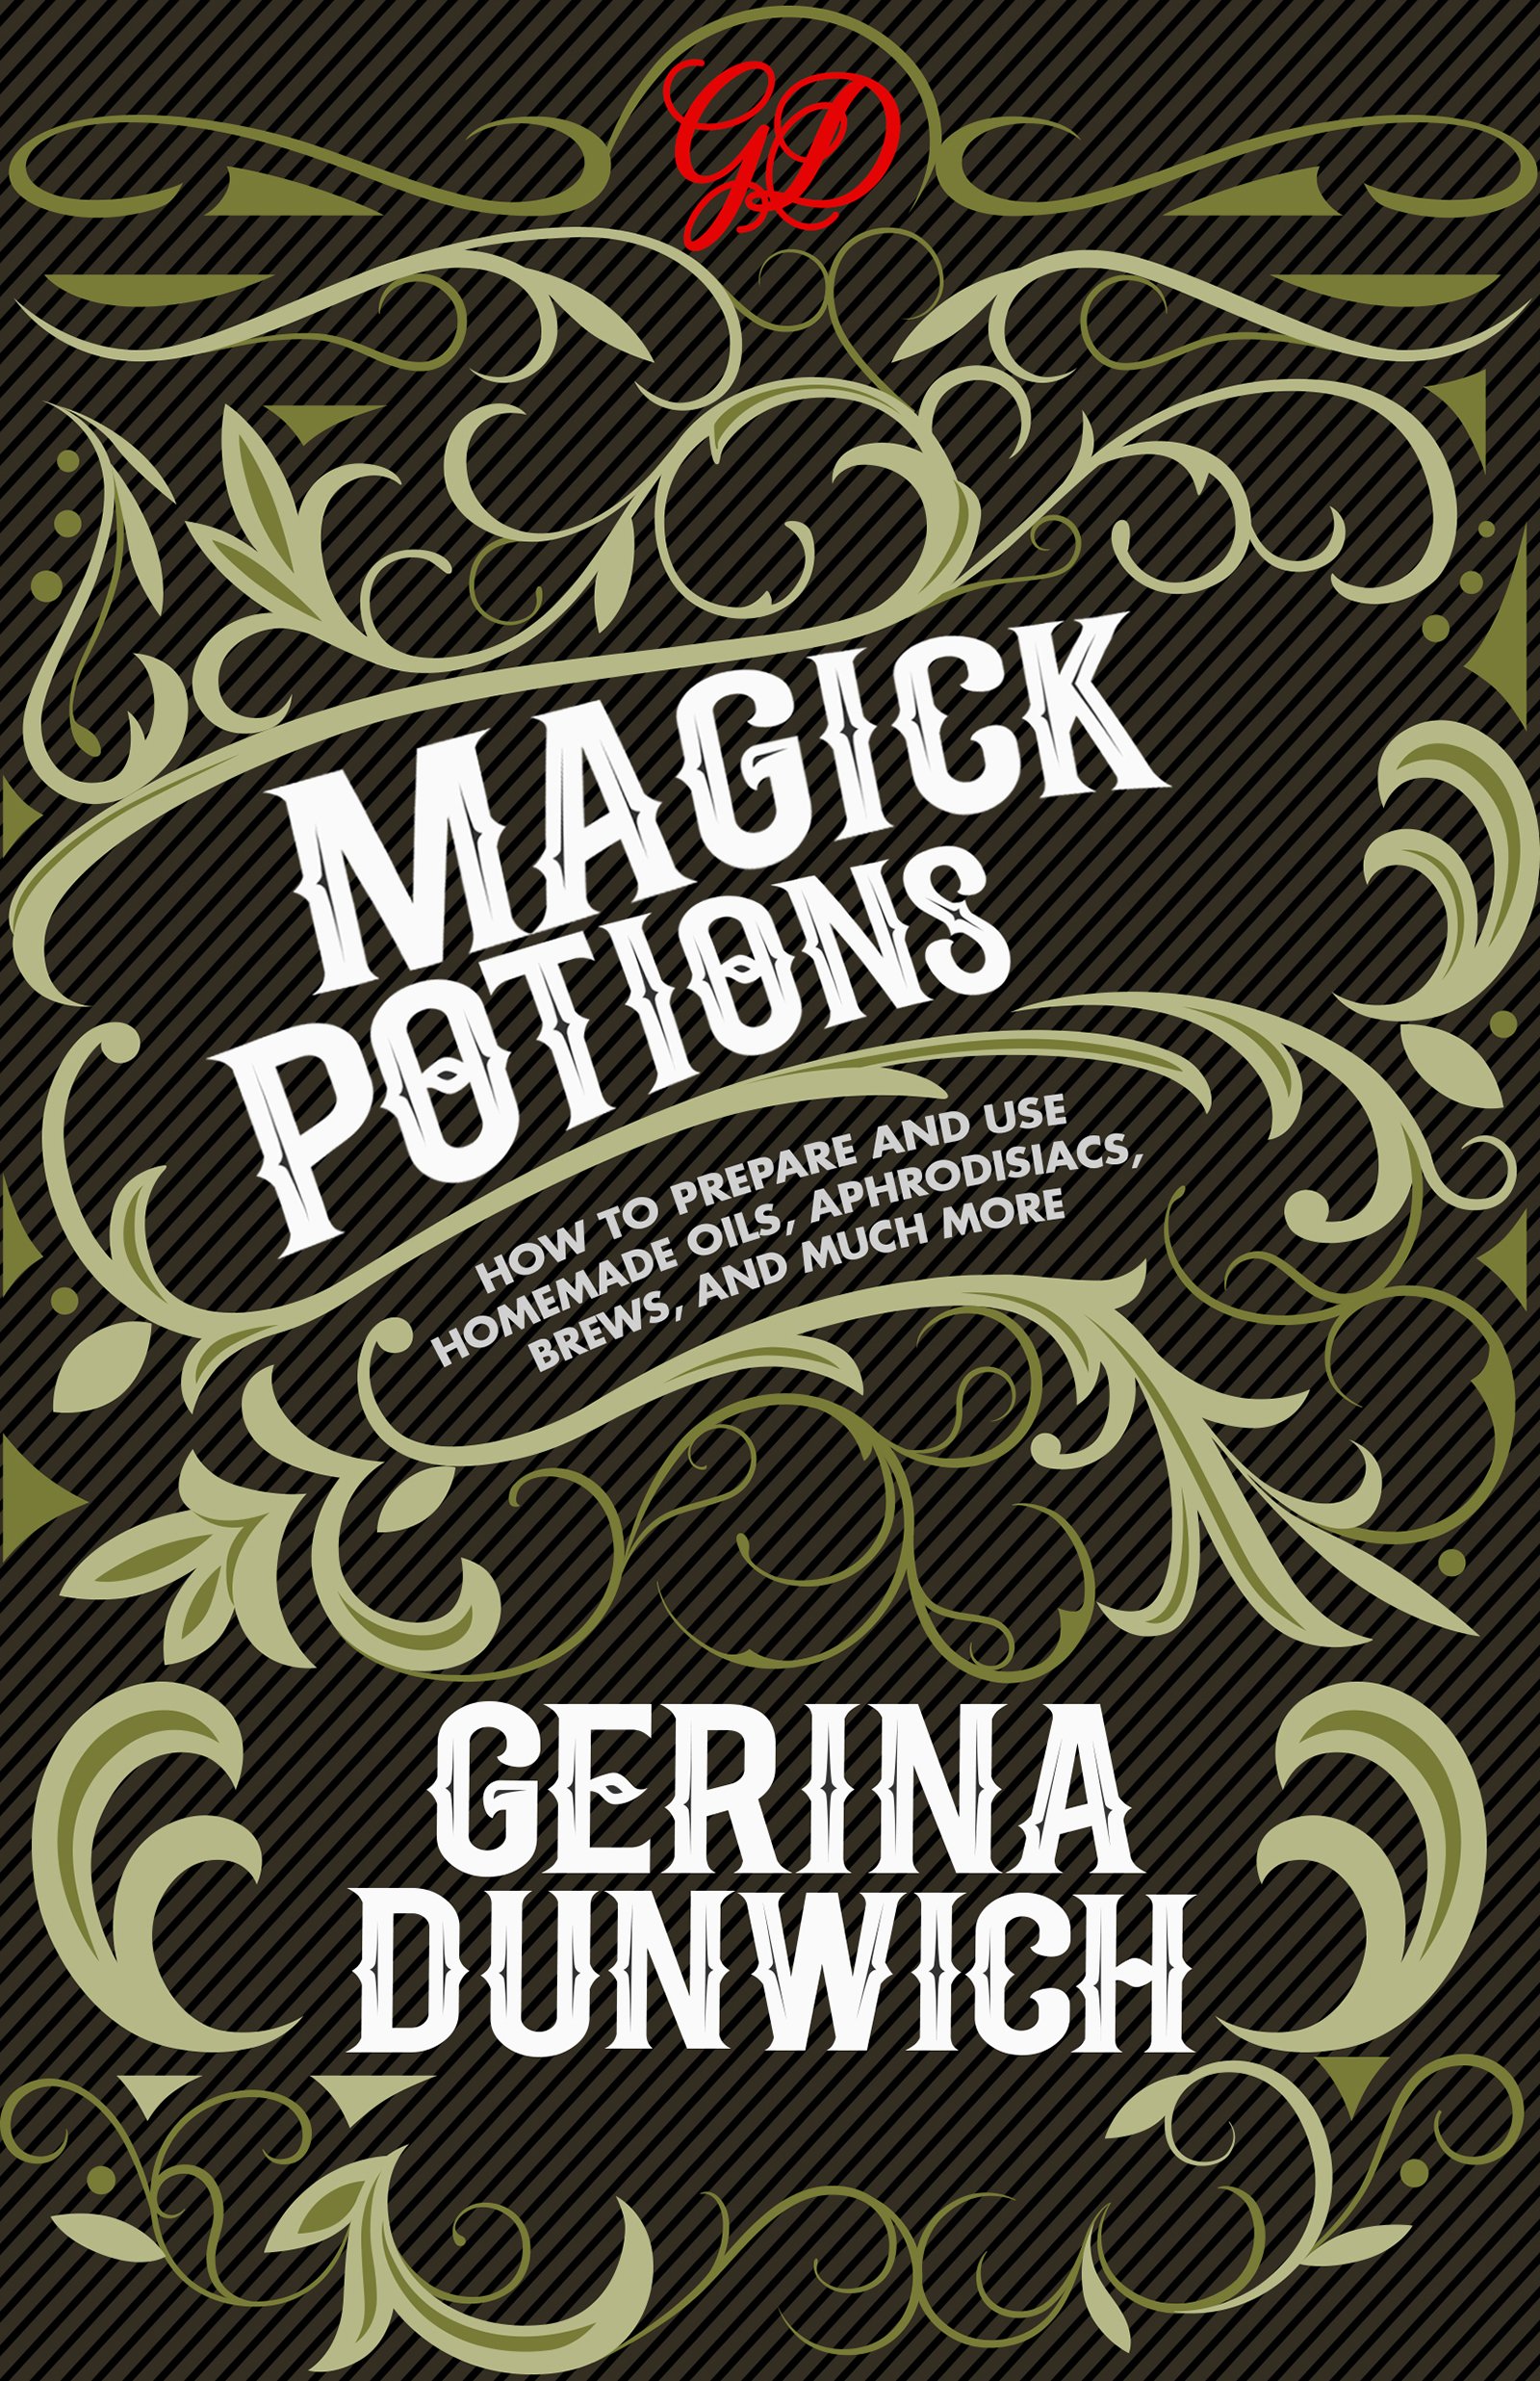 GD
MAGICK
POTIONS
HOW TO PREPARE AND USE
HOMEMADE OILS, APHRODISIACS,
BREWS, AND MUCH MORE
GERINA
DUNWICH